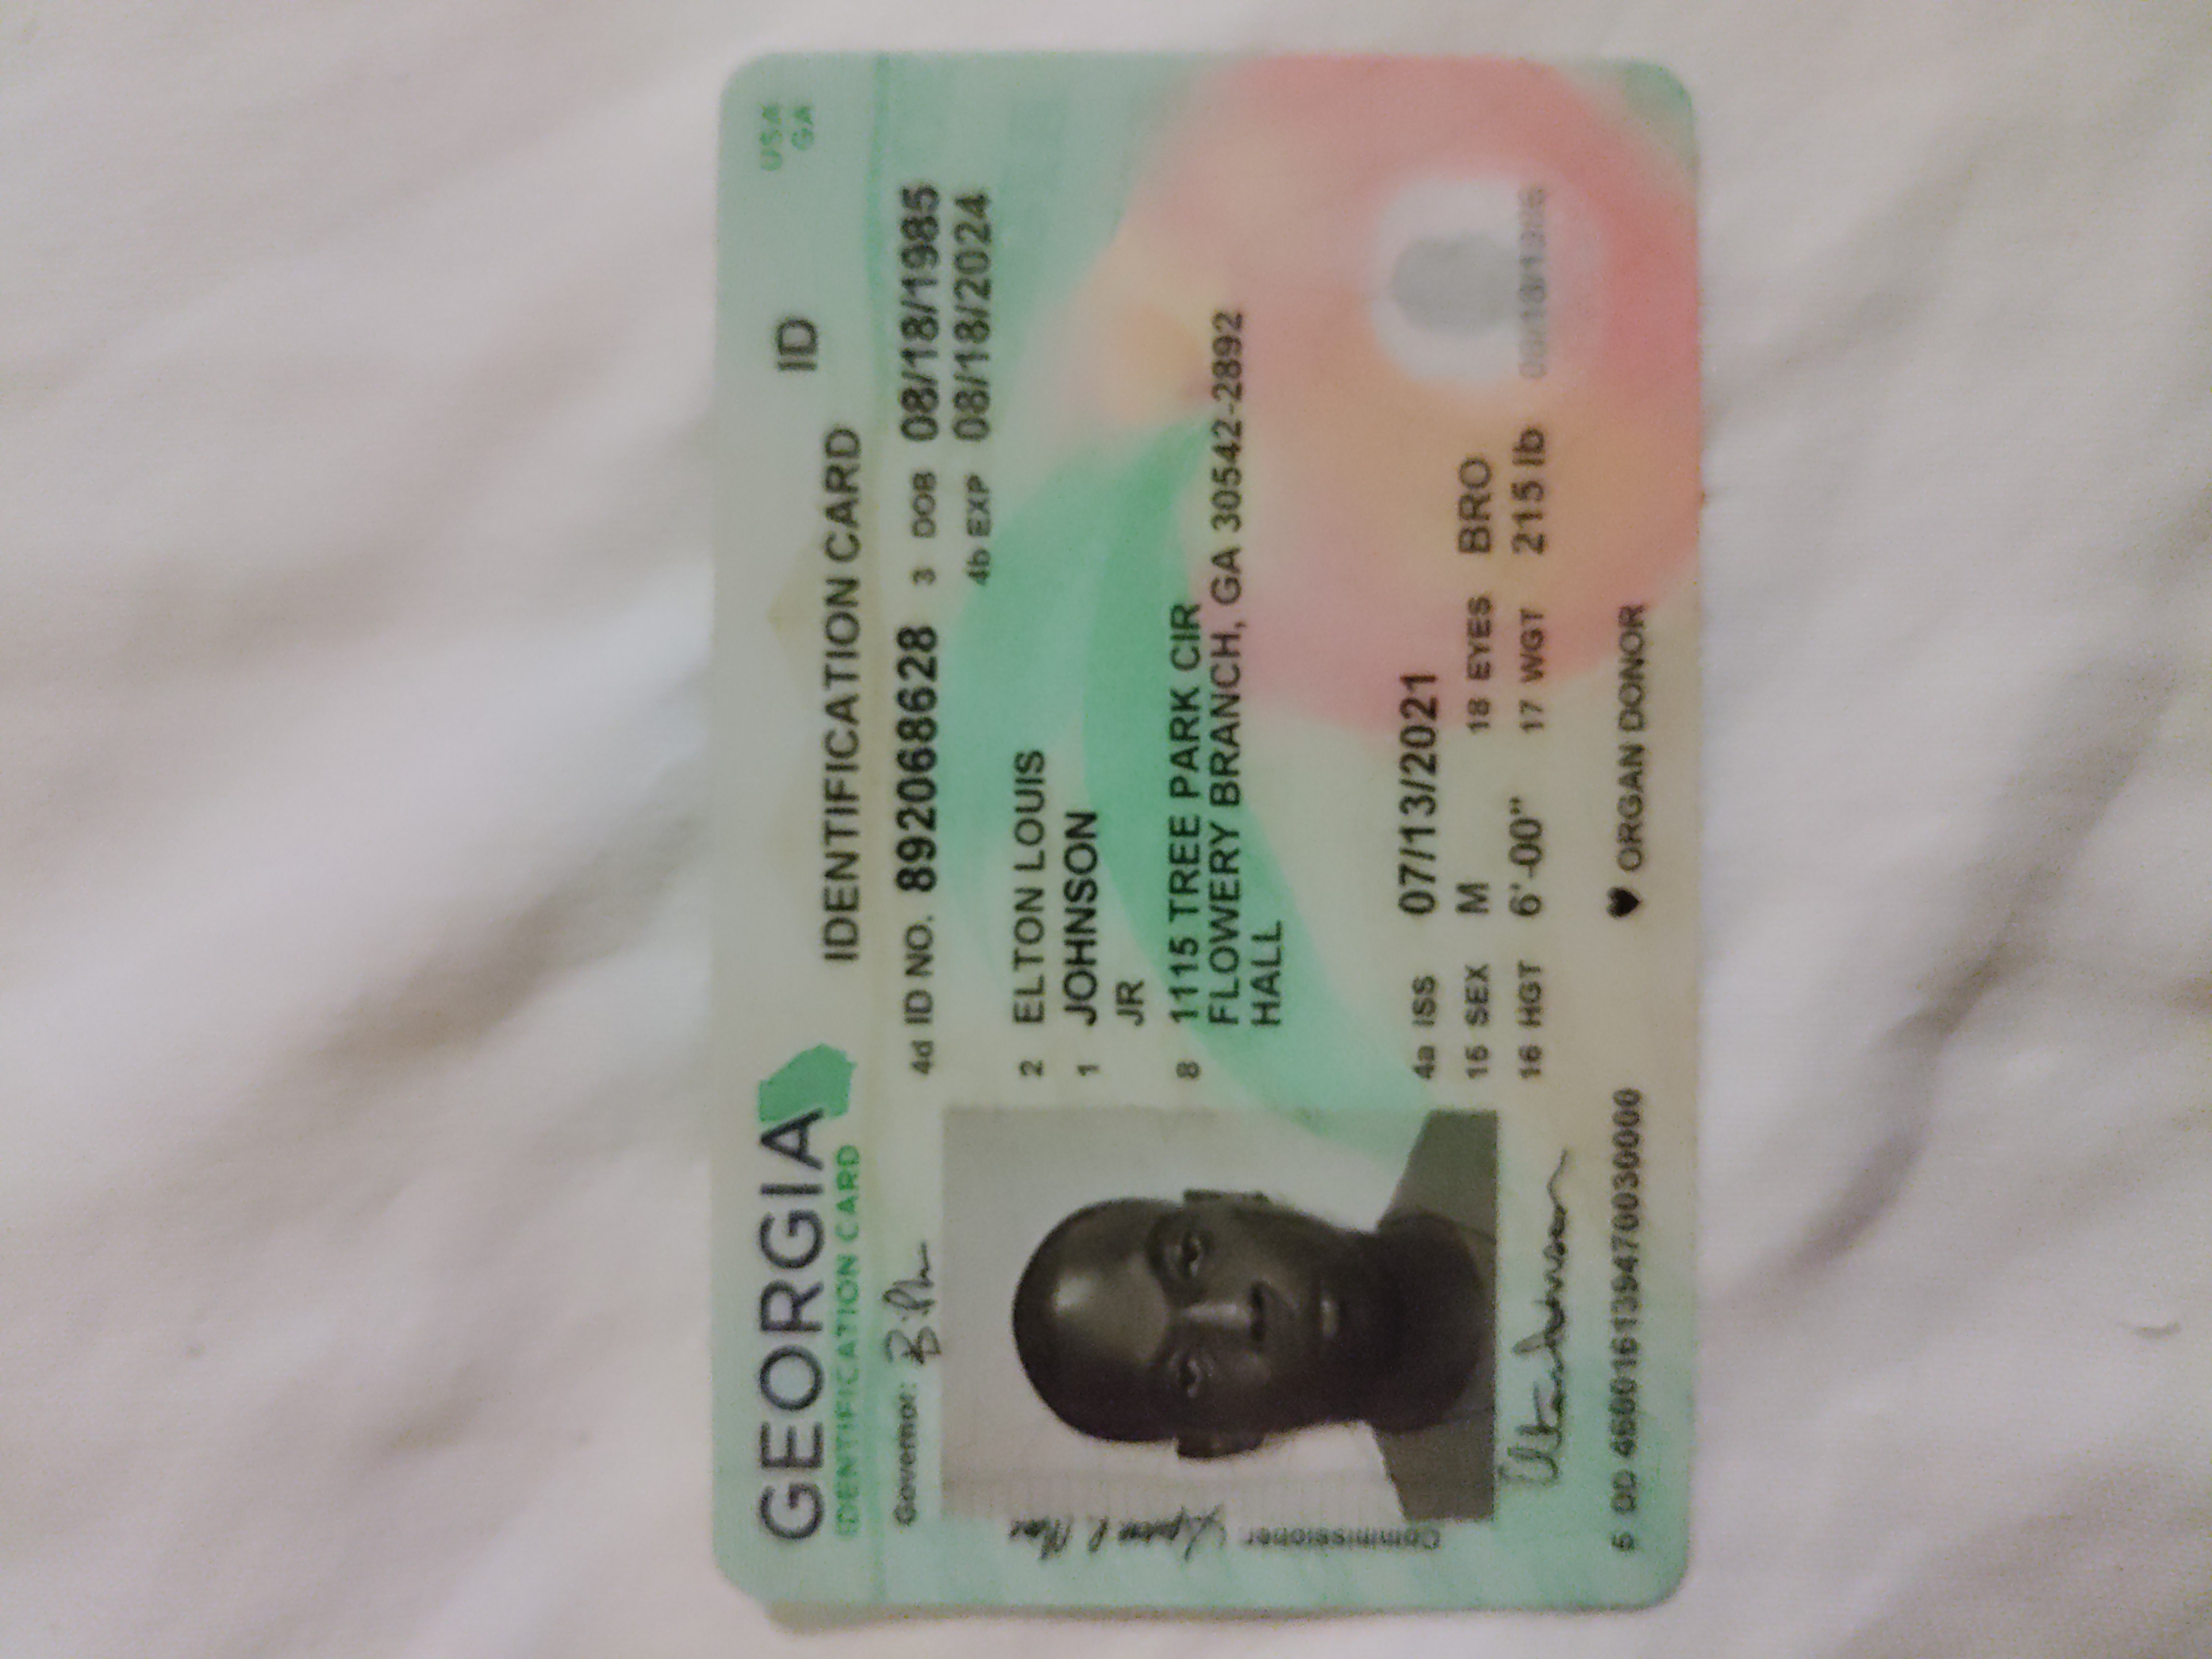 GEORGIA
IDENTIFICATION CARD
USA
GA
ID
IDENTIFICATION CARD
Governor:
4d ID NO. 892068628 3 DOB 08/18/1985
4b EXP 08/18/2024
2 ELTON LOUIS
1 JOHNSON
JR
8 1115 TREE PARK CIR
FLOWERY BRANCH, GA 30542-2892
HALL
4a ISS 07/13/2021
15 SEX M 18 EYES BRO
16 HGT 6'-00" 17 WGT 215 lb
Commissioner
5 DD
ORGAN DONOR